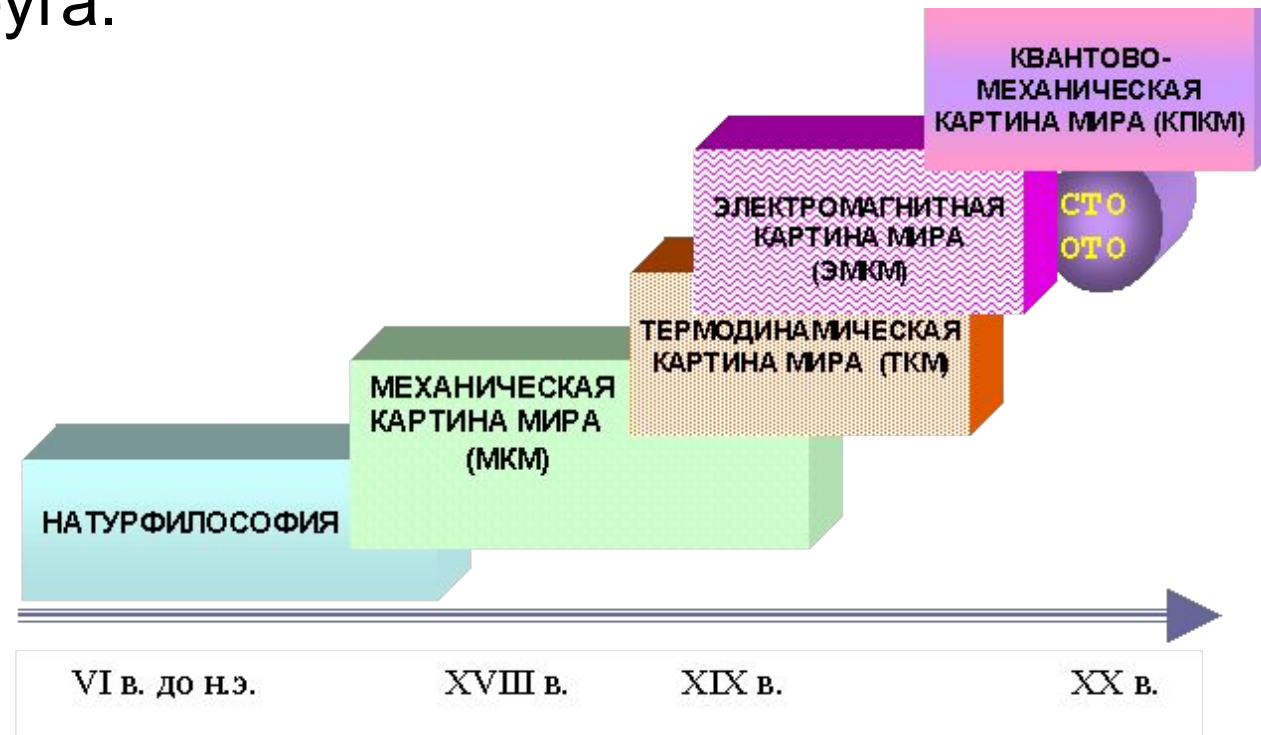 КВАНТОВО-
МЕХАНИЧЕСКАЯ
КАРТИНА МИРА (КПКМ)
ЭЛЕКТРОМАГНИТНАЯ
КАРТИНА МИРА
(ЭМКМ)
СТО
ОТО
ТЕРМОДИНАМИЧЕСКАЯ
КАРТИНА МИРА (ТКМ)
МЕХАНИЧЕСКАЯ
КАРТИНА МИРА
(МКМ)
НАТУРФИЛОСОФИЯ
VI в. до н.э. XVIII в. XIX в. XX в.